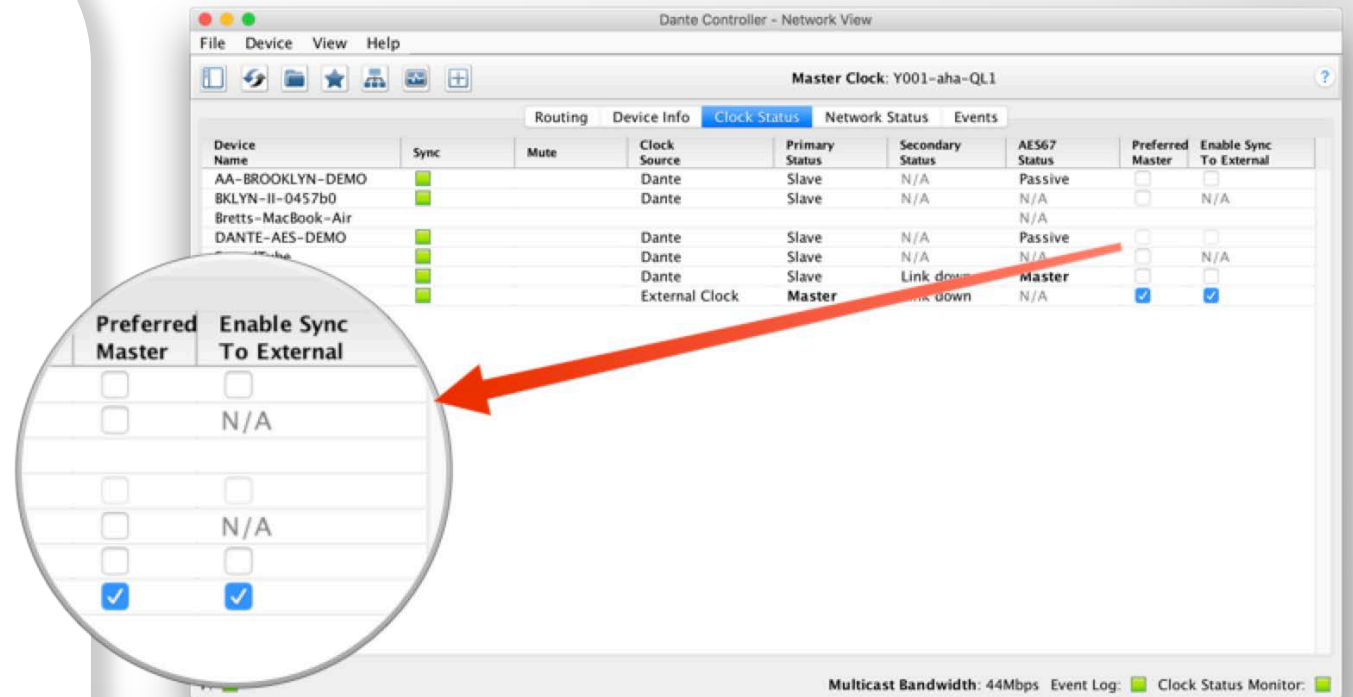 Dante Controller - Network View
File Device View Help
Master Clock: Y001-aha-QL1 ?
Routing Device Info Clock Status Network Status Events
Device Name Sync Mute Clock Source Primary Status Secondary Status AES67 Status Preferred Master Enable Sync To External
AA-BROOKLYN-DEMO Dante Slave N/A Passive
BKLYN-II-0457b0 Dante Slave N/A N/A N/A
Bretts-MacBook-Air N/A
DANTE-AES-DEMO Dante Slave N/A Passive
Dante Slave N/A N/A N/A
Dante Slave Link down Master
External Clock Master down N/A
Preferred Master Enable Sync To External
N/A
N/A
Multicast Bandwidth: 44Mbps Event Log: Clock Status Monitor: